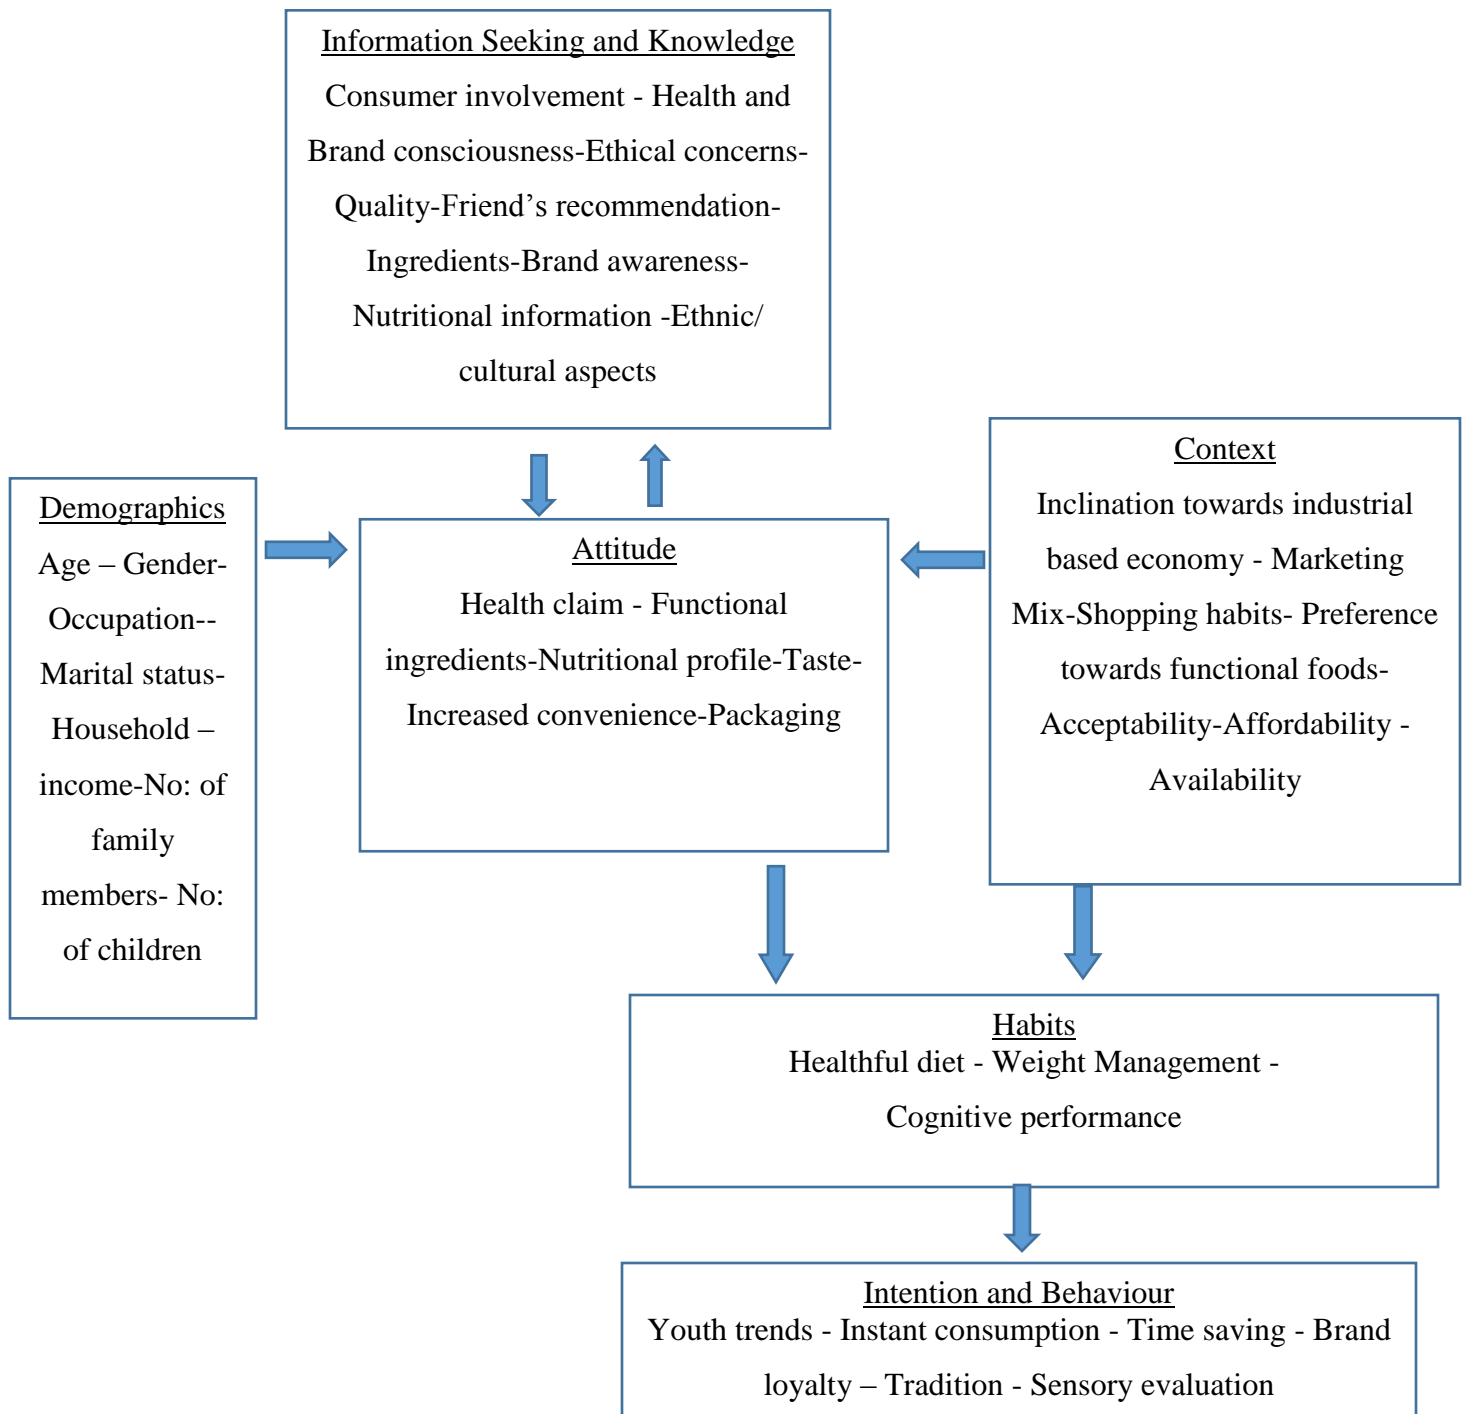 Information Seeking and Knowledge
Consumer involvement - Health and
Brand consciousness-Ethical concerns-
Quality-Friend’s recommendation-
Ingredients-Brand awareness-
Nutritional information -Ethnic/
cultural aspects
Demographics
Age – Gender-
Occupation--
Marital status-
Household –
income-No: of
family
members- No:
of children
Attitude
Health claim - Functional
ingredients-Nutritional profile-Taste-
Increased convenience-Packaging
Context
Inclination towards industrial
based economy - Marketing
Mix-Shopping habits- Preference
towards functional foods-
Acceptability-Affordability -
Availability
Habits
Healthful diet - Weight Management -
Cognitive performance
Intention and Behaviour
Youth trends - Instant consumption - Time saving - Brand
loyalty – Tradition - Sensory evaluation